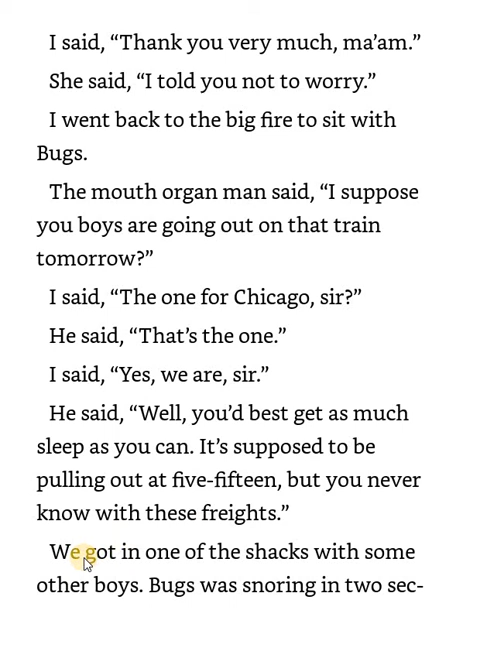 I said, “Thank you very much, ma’am.”
She said, “I told you not to worry.”
I went back to the big fire to sit with
Bugs.
The mouth organ man said, “I suppose
you boys are going out on that train
tomorrow?”
I said, “The one for Chicago, sir?”
He said, “That’s the one.”
I said, “Yes, we are, sir.”
He said, “Well, you’d best get as much
sleep as you can. It’s supposed to be
pulling out at five-fifteen, but you never
know with these freights.”
We got in one of the shacks with some
other boys. Bugs was snoring in two sec-